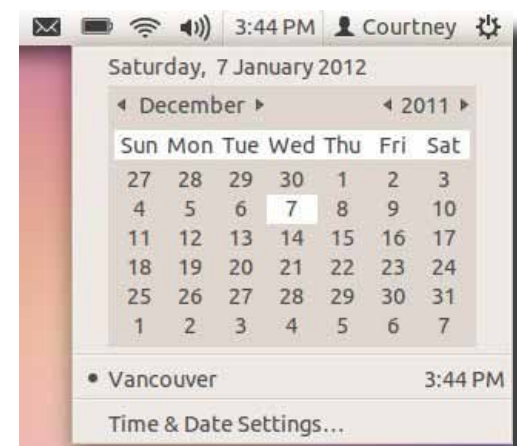 3:44 PM Courtney
Saturday, 7 January 2012
December 2011
Sun Mon Tue Wed Thu Fri Sat
27 28 29 30 1 2 3
4 5 6 7 8 9 10
11 12 13 14 15 16 17
18 19 20 21 22 23 24
25 26 27 28 29 30 31
1 2 3 4 5 6 7
• Vancouver 3:44 PM
Time & Date Settings...